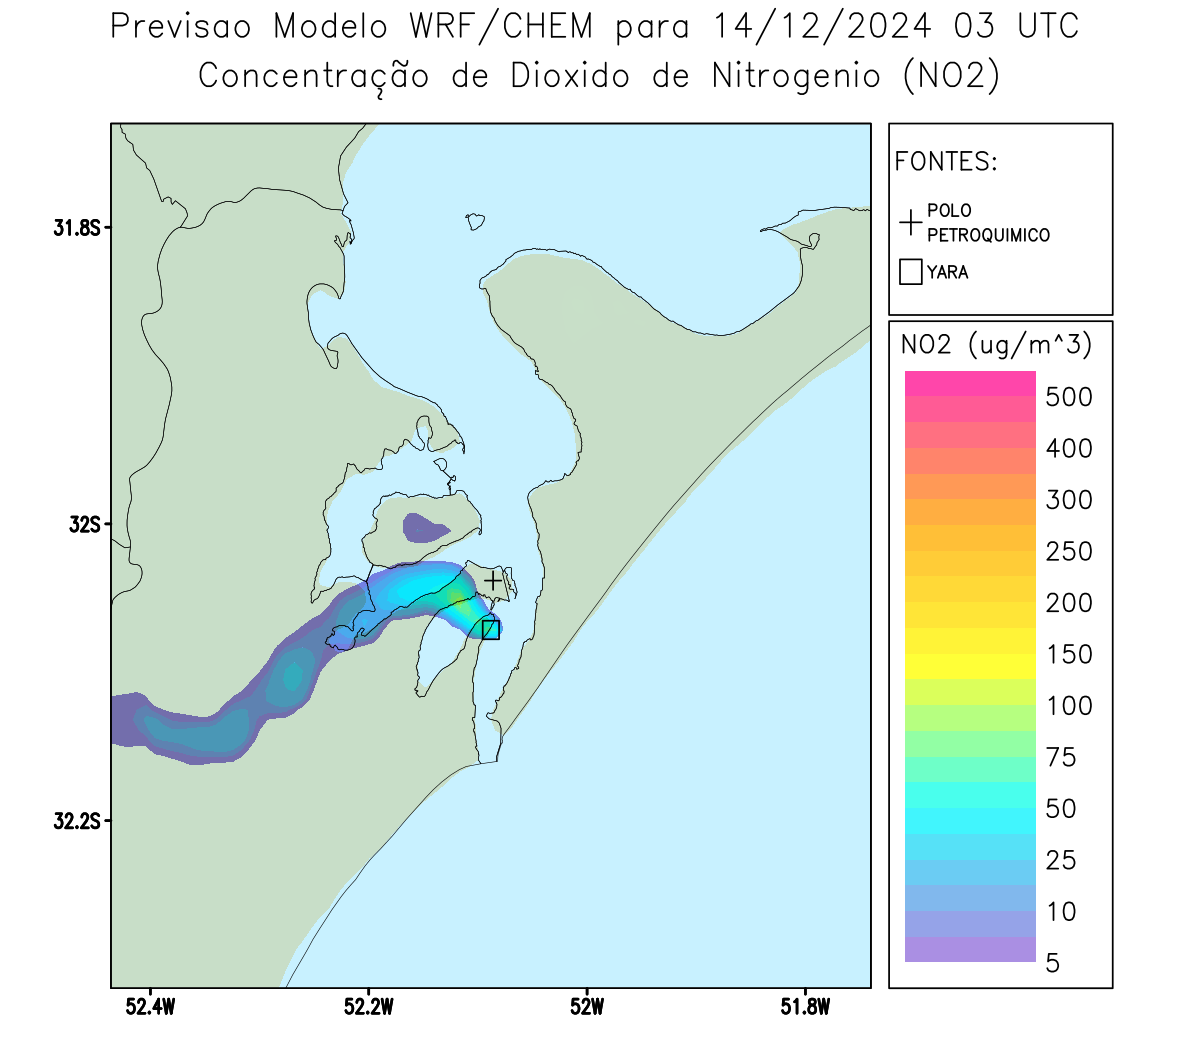 Previsao Modelo WRF/CHEM para 14/12/2024 03 UTC
Concentração de Dioxido de Nitrogenio (NO2)
FONTES:
POLO
PETROQUIMICO
YARA
NO2 (ug/m^3)
500
400
300
250
200
150
100
75
50
25
10
5
31.8S
32S
32.2S
52.4W
52.2W
52W
51.8W